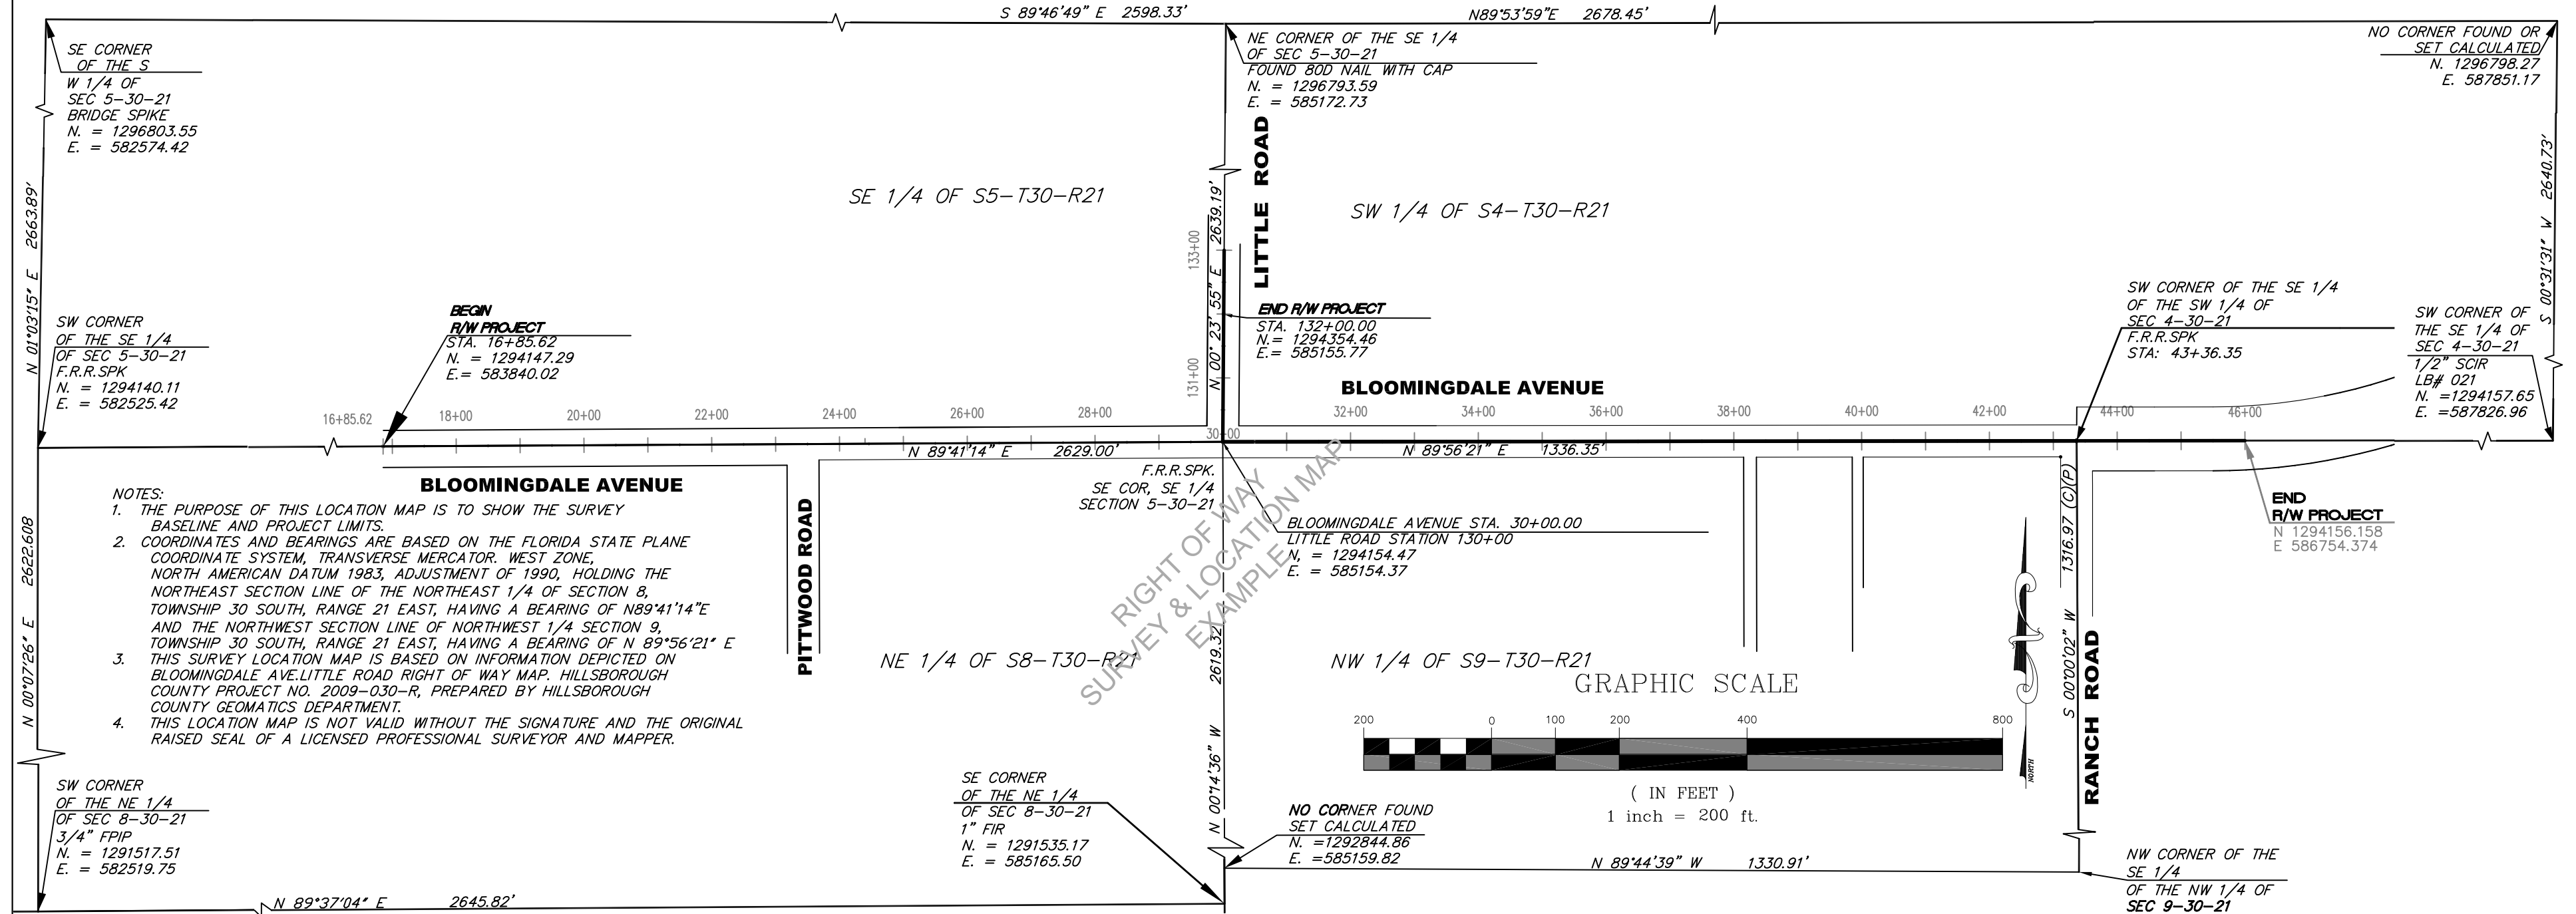 S 89°46'49" E 2598.33'
N89°53'59"E 2678.45'
SE CORNER
OF THE S
W 1/4 OF
SEC 5-30-21
BRIDGE SPIKE
N. = 1296803.55
E. = 582574.42
NE CORNER OF THE SE 1/4
OF SEC 5-30-21
FOUND 80D NAIL WITH CAP
N. = 1296793.59
E. = 585172.73
NO CORNER FOUND OR
SET CALCULATED
N. 1296798.27
E. 587851.17
N 01°03'15" E 2663.89'
SE 1/4 OF S5-T30-R21
N 00° 23' 55" E 2639.19'
LITTLE ROAD
SW 1/4 OF S4-T30-R21
S 00°31'31" W 2640.73'
133+00
131+00
SW CORNER
OF THE SE 1/4
OF SEC 5-30-21
F.R.R.SPK
N. = 1294140.11
E. = 582525.42
BEGIN
R/W PROJECT
STA. 16+85.62
N. = 1294147.29
E.= 583840.02
END R/W PROJECT
STA. 132+00.00
N.= 1294354.46
E.= 585155.77
SW CORNER OF THE SE 1/4
OF THE SW 1/4 OF
SEC 4-30-21
F.R.R.SPK
STA: 43+36.35
SW CORNER OF
THE SE 1/4 OF
SEC 4-30-21
1/2" SCIR
LB# 021
N. =1294157.65
E. =587826.96
BLOOMINGDALE AVENUE
16+85.62 18+00 20+00 22+00 24+00 26+00 28+00 30+00 32+00 34+00 36+00 38+00 40+00 42+00 44+00 46+00
N 89°41'14" E 2629.00'
N 89°56'21" E 1336.35'
BLOOMINGDALE AVENUE
F.R.R.SPK.
SE COR, SE 1/4
SECTION 5-30-21
BLOOMINGDALE AVENUE STA. 30+00.00
LITTLE ROAD STATION 130+00
N, = 1294154.47
E. = 585154.37
END
R/W PROJECT
N 1294156.158
E 586754.374
NOTES:
1. THE PURPOSE OF THIS LOCATION MAP IS TO SHOW THE SURVEY
BASELINE AND PROJECT LIMITS.
2. COORDINATES AND BEARINGS ARE BASED ON THE FLORIDA STATE PLANE
COORDINATE SYSTEM, TRANSVERSE MERCATOR. WEST ZONE,
NORTH AMERICAN DATUM 1983, ADJUSTMENT OF 1990, HOLDING THE
NORTHEAST SECTION LINE OF THE NORTHEAST 1/4 OF SECTION 8,
TOWNSHIP 30 SOUTH, RANGE 21 EAST, HAVING A BEARING OF N89°41'14"E
AND THE NORTHWEST SECTION LINE OF NORTHWEST 1/4 SECTION 9,
TOWNSHIP 30 SOUTH, RANGE 21 EAST, HAVING A BEARING OF N 89°56'21" E
3. THIS SURVEY LOCATION MAP IS BASED ON INFORMATION DEPICTED ON
BLOOMINGDALE AVE.LITTLE ROAD RIGHT OF WAY MAP. HILLSBOROUGH
COUNTY PROJECT NO. 2009-030-R, PREPARED BY HILLSBOROUGH
COUNTY GEOMATICS DEPARTMENT.
4. THIS LOCATION MAP IS NOT VALID WITHOUT THE SIGNATURE AND THE ORIGINAL
RAISED SEAL OF A LICENSED PROFESSIONAL SURVEYOR AND MAPPER.
N 00°07'26" E 2622.608
PITTWOOD ROAD
RIGHT OF WAY
SURVEY & LOCATION MAP
EXAMPLE
NE 1/4 OF S8-T30-R21
N 00°14'36" W 2619.32'
NW 1/4 OF S9-T30-R21
S 00°00'02" W 1316.97 (C)(P)
RANCH ROAD
GRAPHIC SCALE
200 0 100 200 400 800
( IN FEET )
1 inch = 200 ft.
NORTH
SW CORNER
OF THE NE 1/4
OF SEC 8-30-21
3/4" FPIP
N. = 1291517.51
E. = 582519.75
SE CORNER
OF THE NE 1/4
OF SEC 8-30-21
1" FIR
N. = 1291535.17
E. = 585165.50
NO CORNER FOUND
SET CALCULATED
N. =1292844.86
E. =585159.82
N 89°44'39" W 1330.91'
NW CORNER OF THE
SE 1/4
OF THE NW 1/4 OF
SEC 9-30-21
N 89°37'04" E 2645.82'